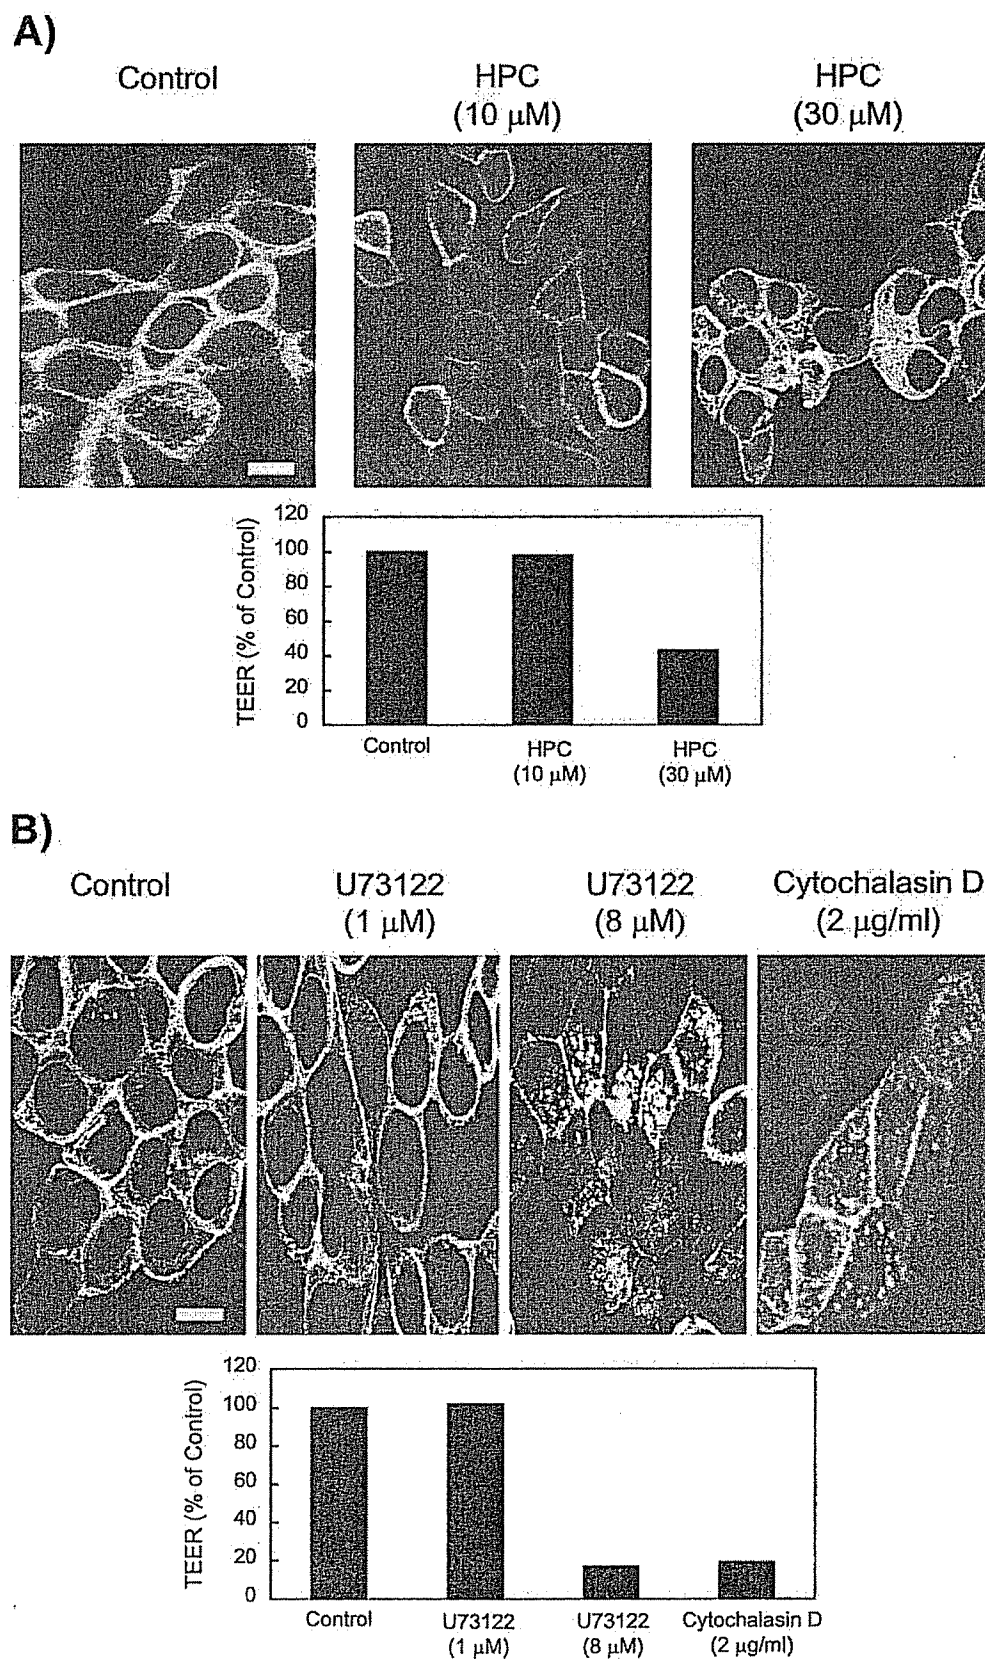 A)
Control
HPC
(10 µM)
HPC
(30 µM)
120
100
80
60
40
20
0
TEER (% of Control)
Control
HPC
(10 µM)
HPC
(30 µM)
B)
Control
U73122
(1 µM)
U73122
(8 µM)
Cytochalasin D
(2 µg/ml)
120
100
80
60
40
20
0
TEER (% of Control)
Control
U73122
(1 µM)
U73122
(8 µM)
Cytochalasin D
(2 µg/ml)